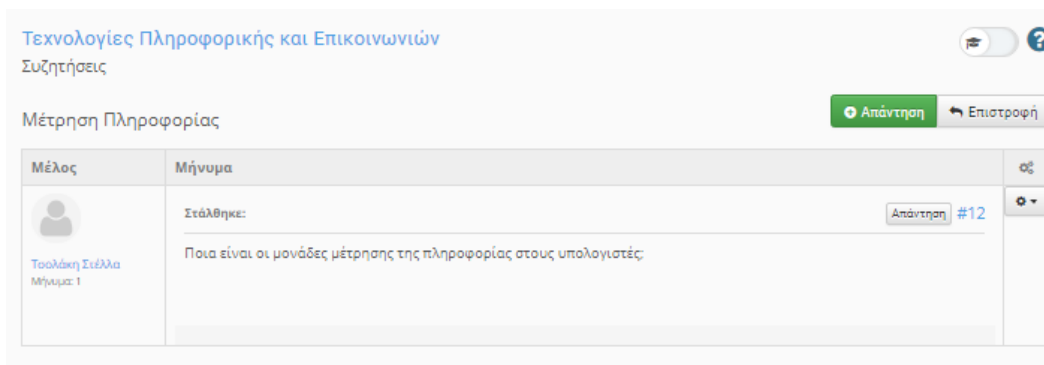 Τεχνολογίες Πληροφορικής και Επικοινωνιών
Συζητήσεις
Μέτρηση Πληροφορίας
Απάντηση Επιστροφή
Μέλος Μήνυμα
Στάλθηκε: Απάντηση #12
Ποια είναι οι μονάδες μέτρησης της πληροφορίας στους υπολογιστές;
Τσολάκη Στέλλα
Μήνυμα: 1